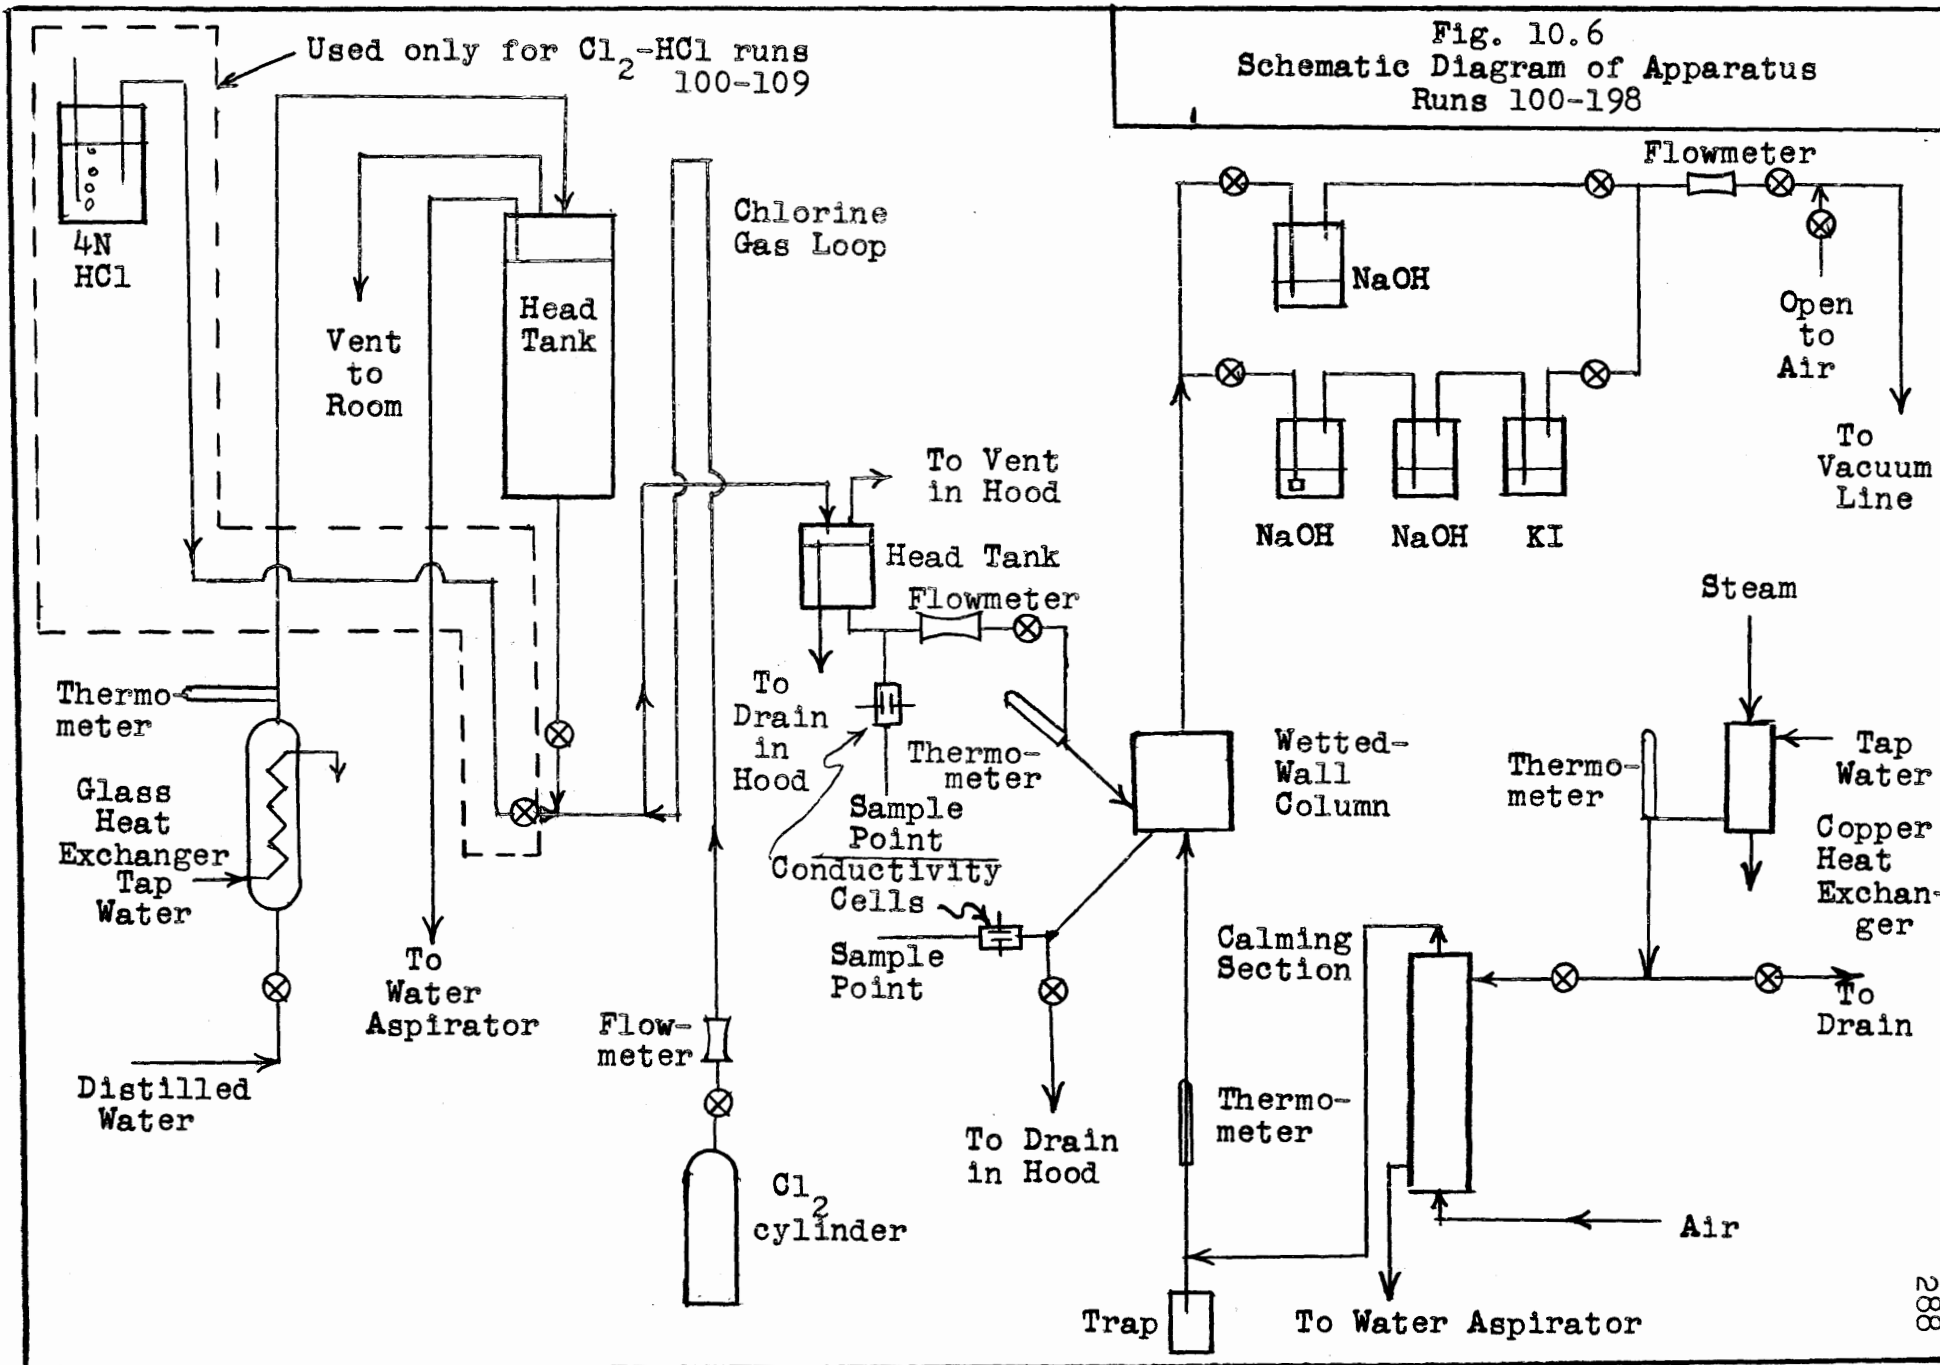 Fig. 10.6
Schematic Diagram of Apparatus
Runs 100-198
Used only for Cl2-HCl runs
100-109
4N
HCl
Vent
to
Room
Head
Tank
Chlorine
Gas Loop
Flowmeter
NaOH
Open
to
Air
To
Vacuum
Line
NaOH
NaOH
KI
To Vent
in Hood
Head Tank
Flowmeter
To
Drain
in
Hood
Thermo-
meter
Sample
Point
Conductivity
Cells
Sample
Point
Thermo-
meter
Glass
Heat
Exchanger
Tap
Water
Distilled
Water
To
Water
Aspirator
Flow-
meter
Cl2
cylinder
To Drain
in Hood
Wetted-
Wall
Column
Steam
Thermo-
meter
Tap
Water
Copper
Heat
Exchan-
ger
Calming
Section
To
Drain
Thermo-
meter
Air
Trap
To Water Aspirator
288